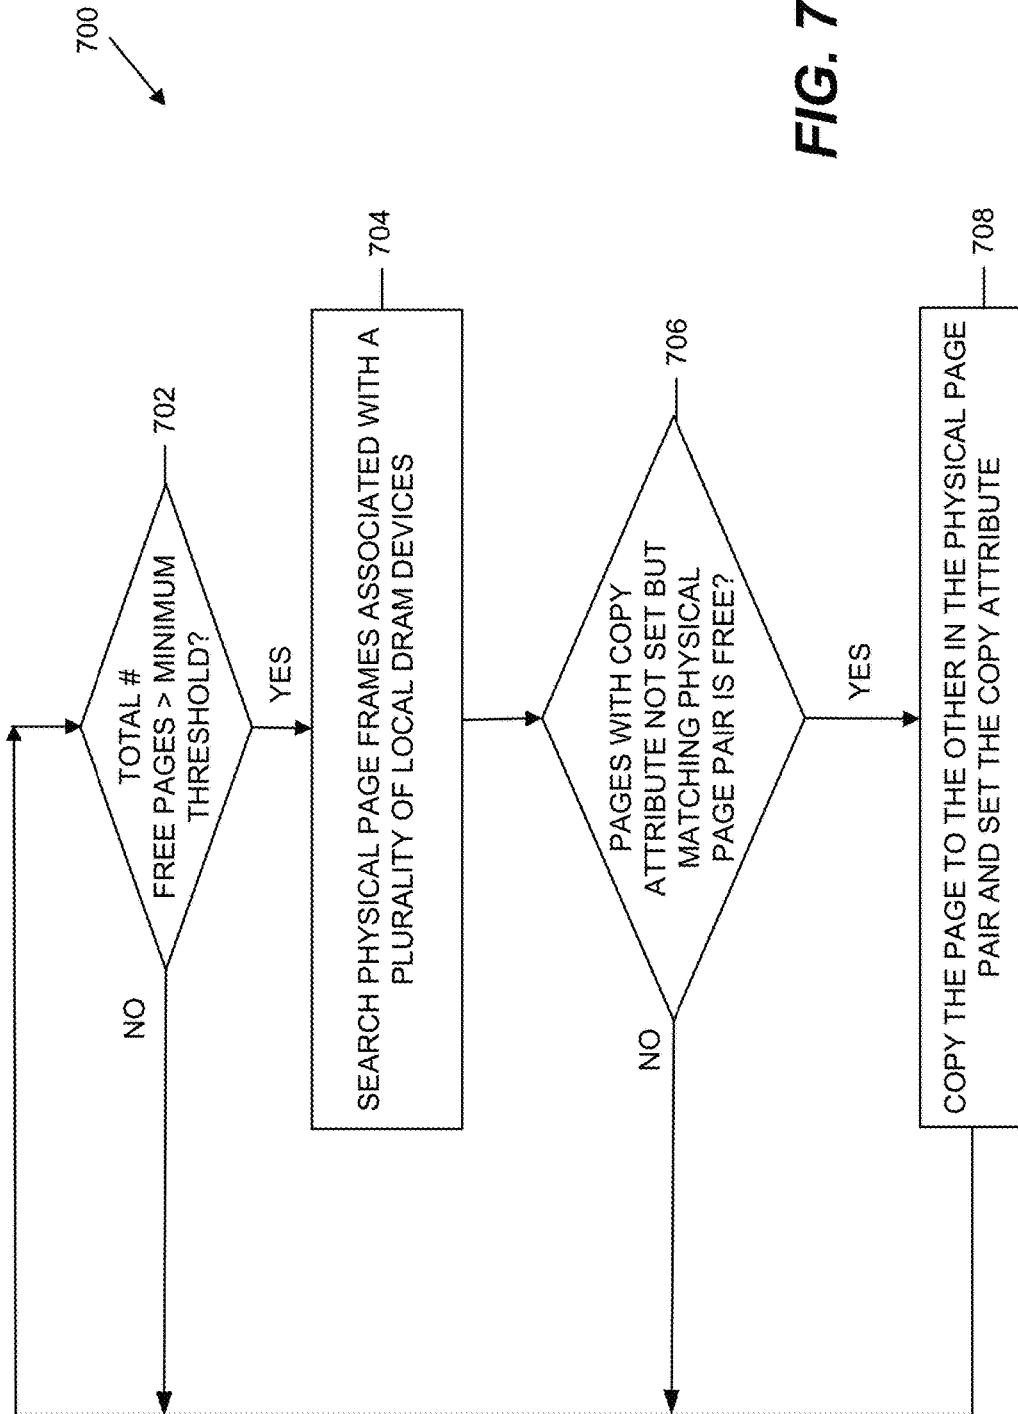 700
TOTAL #
FREE PAGES > MINIMUM
THRESHOLD?
702
NO
YES
SEARCH PHYSICAL PAGE FRAMES ASSOCIATED WITH A
PLURALITY OF LOCAL DRAM DEVICES
704
PAGES WITH COPY
ATTRIBUTE NOT SET BUT
MATCHING PHYSICAL
PAGE PAIR IS FREE?
706
NO
YES
COPY THE PAGE TO THE OTHER IN THE PHYSICAL PAGE
PAIR AND SET THE COPY ATTRIBUTE
708
FIG. 7